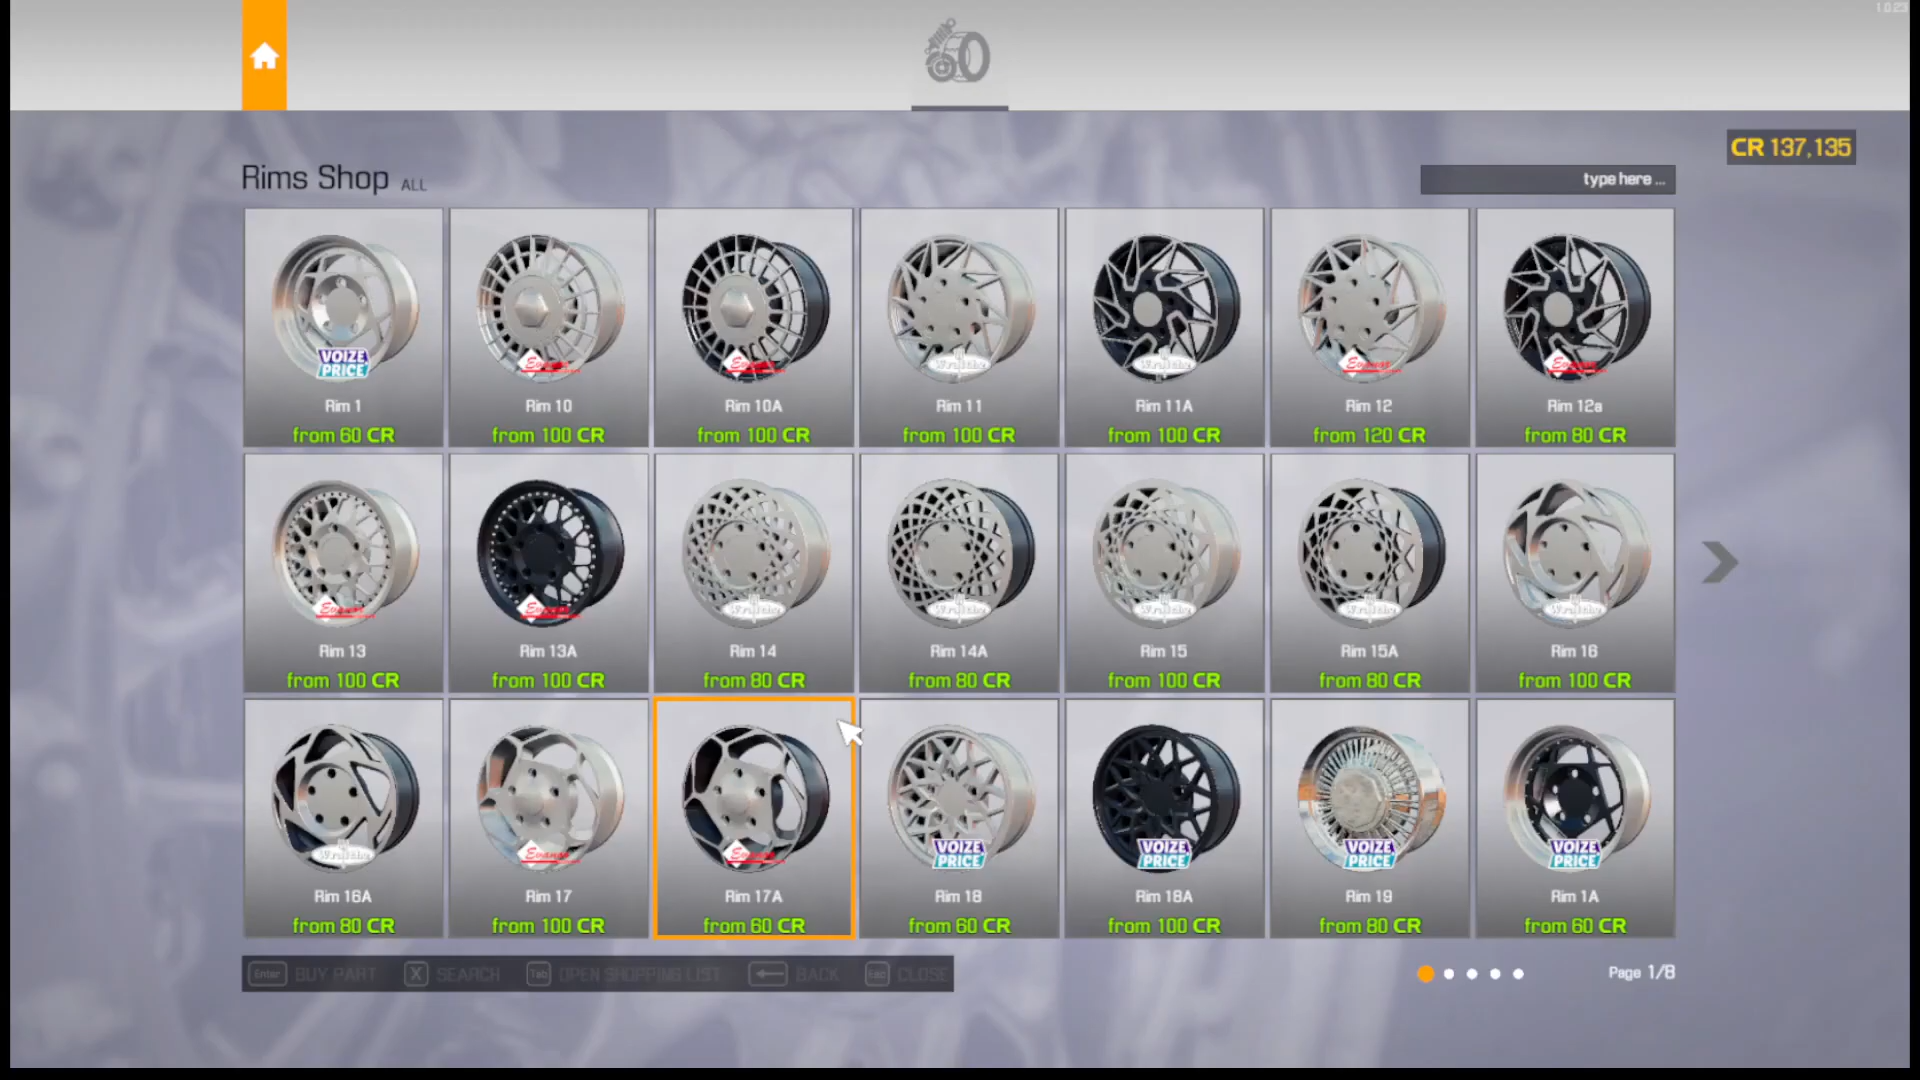 1.0.23
CR 137,135
Rims Shop ALL
type here ...
VOIZE PRICE
Rim 1
from 60 CR
Rim 10
from 100 CR
Rim 10A
from 100 CR
Rim 11
from 100 CR
Rim 11A
from 100 CR
Rim 12
from 120 CR
Rim 12a
from 80 CR
Rim 13
from 100 CR
Rim 13A
from 100 CR
Rim 14
from 80 CR
Rim 14A
from 80 CR
Rim 15
from 100 CR
Rim 15A
from 80 CR
Rim 16
from 100 CR
Rim 16A
from 80 CR
Rim 17
from 100 CR
Rim 17A
from 60 CR
VOIZE PRICE
Rim 18
from 60 CR
VOIZE PRICE
Rim 18A
from 100 CR
VOIZE PRICE
Rim 19
from 80 CR
VOIZE PRICE
Rim 1A
from 60 CR
Enter BUY PART X SEARCH Tab OPEN SHOPPING LIST BACK Esc CLOSE
Page 1/8